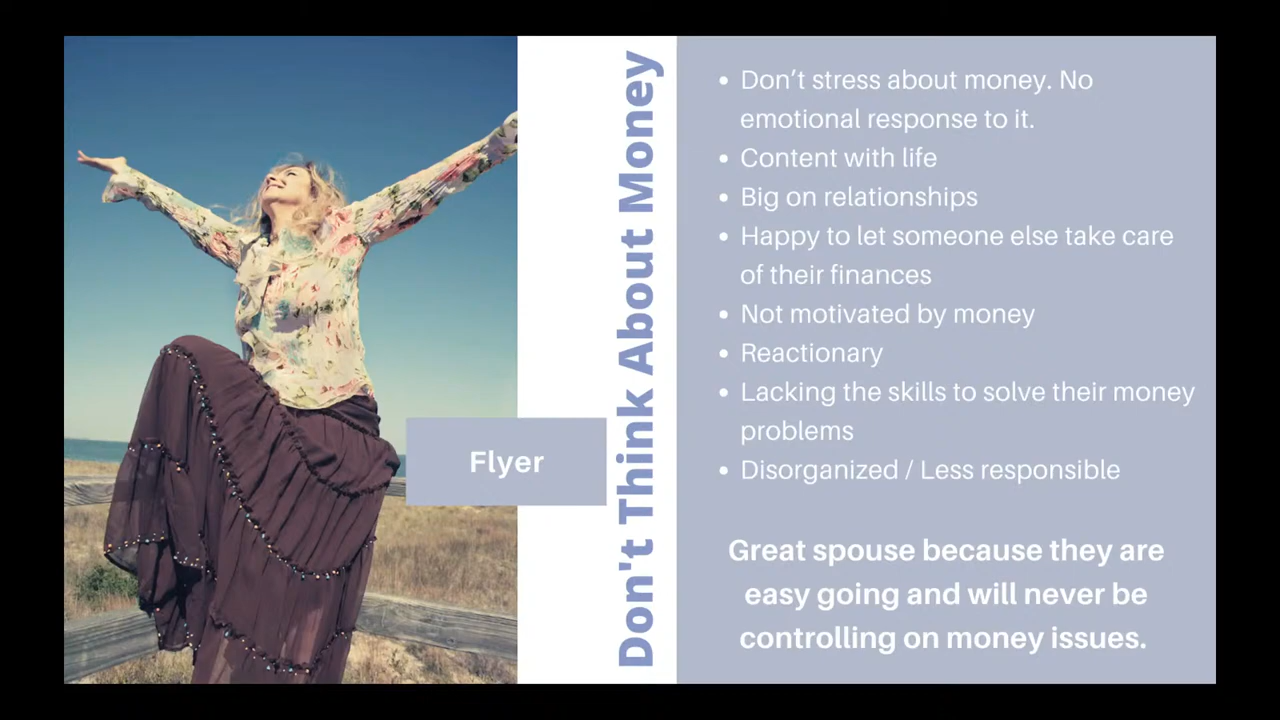 Flyer
Don't Think About Money
• Don’t stress about money. No
emotional response to it.
• Content with life
• Big on relationships
• Happy to let someone else take care
of their finances
• Not motivated by money
• Reactionary
• Lacking the skills to solve their money
problems
• Disorganized / Less responsible
Great spouse because they are
easy going and will never be
controlling on money issues.